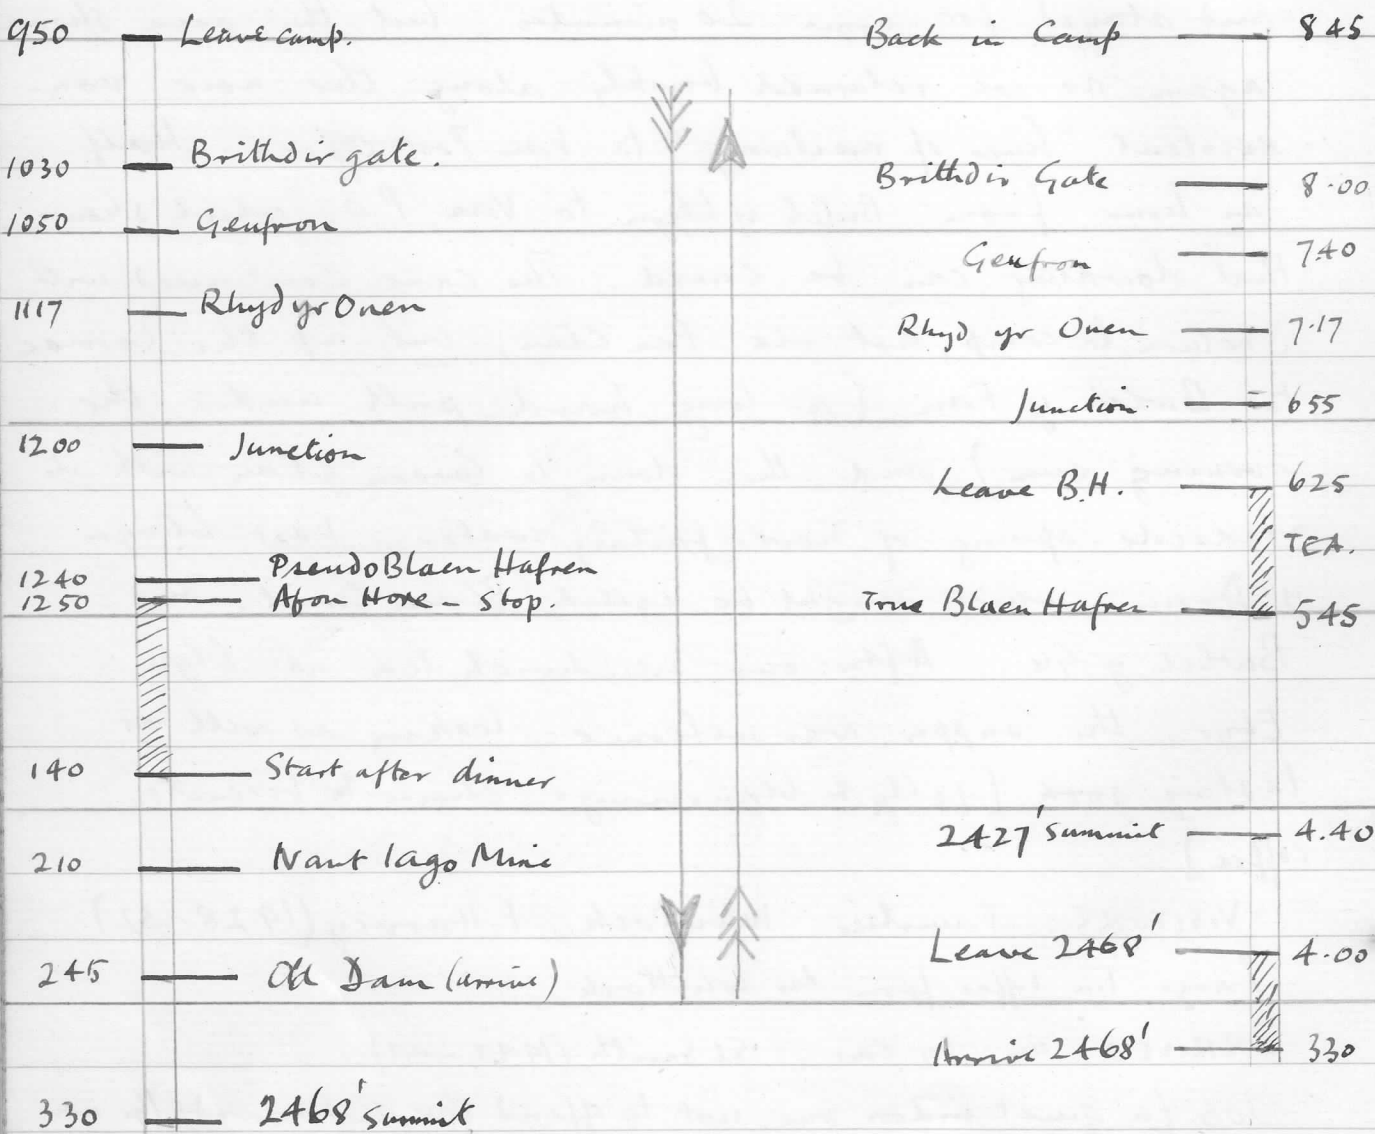 950 Leave camp.
1030 Brithdir gate.
1050 Geufron
1117 Rhyd yr Onen
1200 Junction
1240 Pseudo Blaen Hafren
1250 Afon Hore - Stop.
140 Start after dinner
210 Nant Iago Mine
245 Old Dam (arrive)
330 2468' summit
Back in Camp 845
Brithdir Gate 8.00
Geufron 7.40
Rhyd yr Onen 7.17
Junction 655
Leave B.H. 625
TEA.
True Blaen Hafren 545
2427' summit 4.40
Leave 2468' 4.00
Arrive 2468' 330